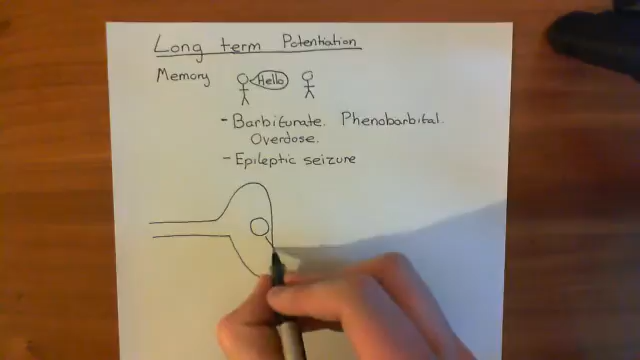 Long term Potentiation
Memory
Hello
- Barbiturate. Phenobarbital.
Overdose.
- Epileptic seizure